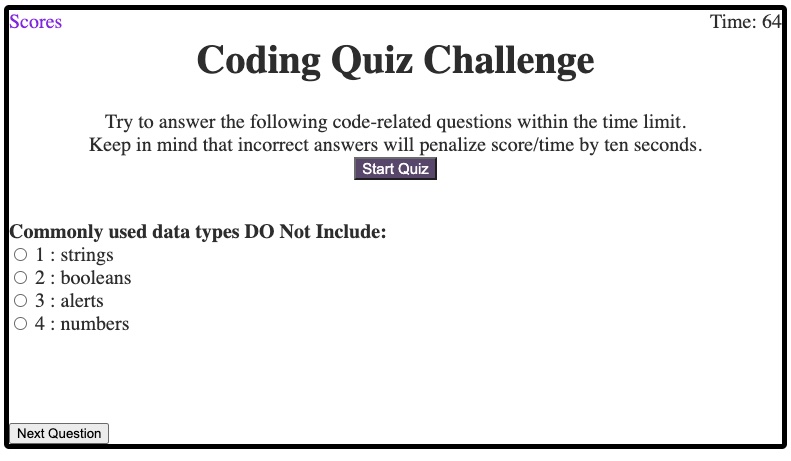 Scores
Time: 64
Coding Quiz Challenge
Try to answer the following code-related questions within the time limit.
Keep in mind that incorrect answers will penalize score/time by ten seconds.
Start Quiz
Commonly used data types DO Not Include:
1 : strings
2 : booleans
3 : alerts
4 : numbers
Next Question